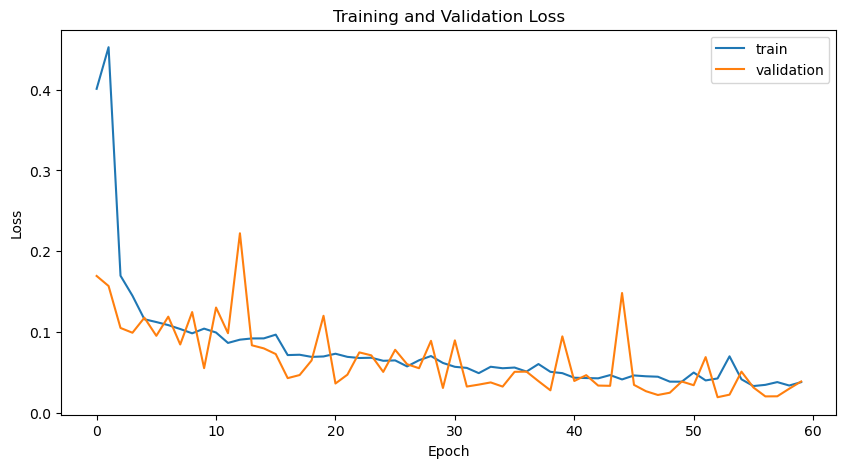 Training and Validation Loss
train
validation
Loss
0.4
0.3
0.2
0.1
0.0
0 10 20 30 40 50 60
Epoch